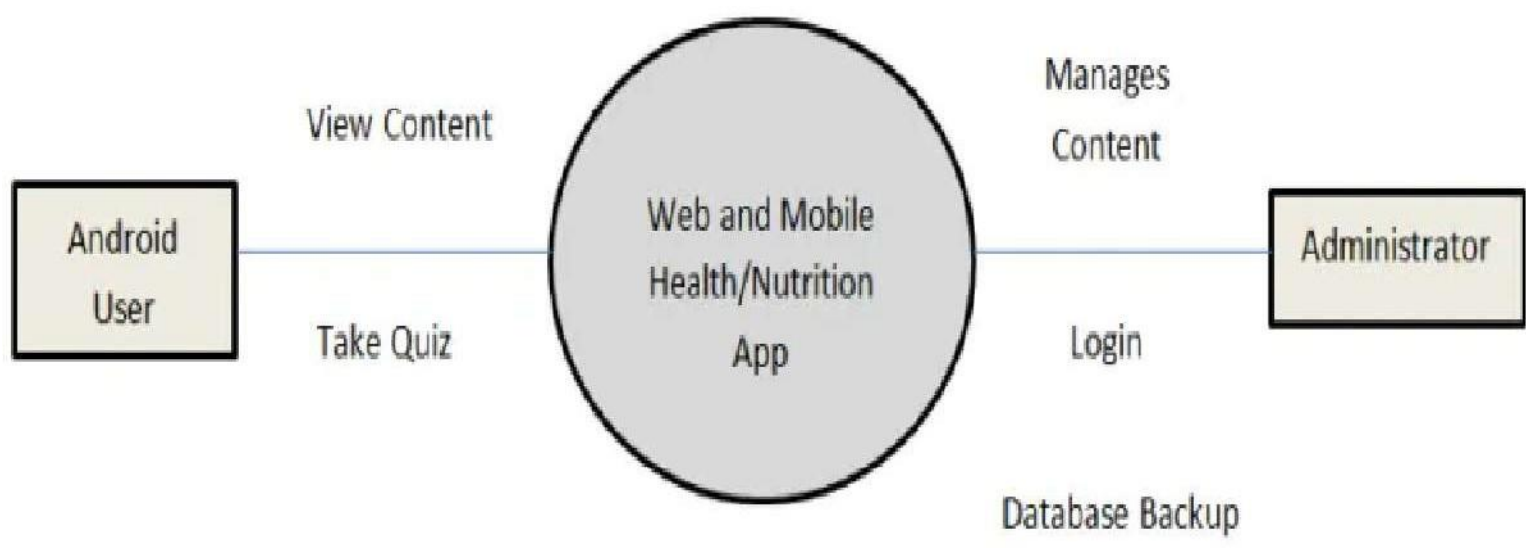 View Content
Android
User
Take Quiz
Web and Mobile
Health/Nutrition
App
Manages
Content
Administrator
Login
Database Backup